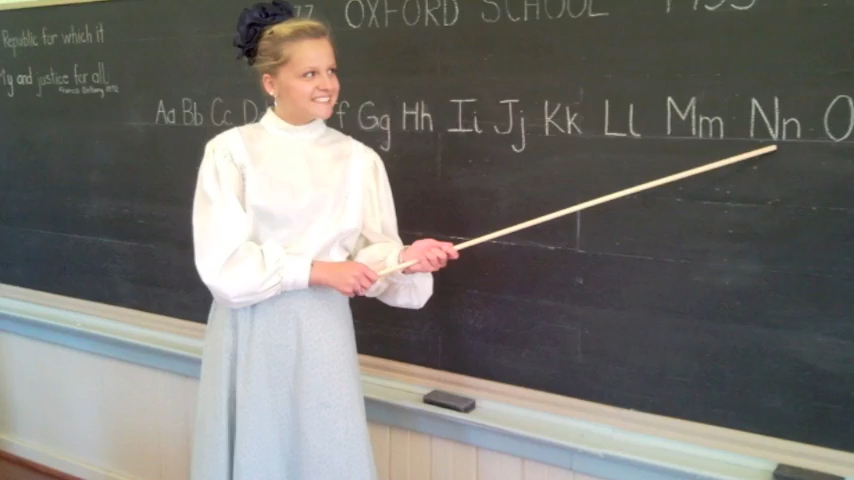 OXFORD SCHOOL
Republic for which it
and justice for all
Aa Bb Cc D f Gg Hh Ii Jj Kk Ll Mm Nn O